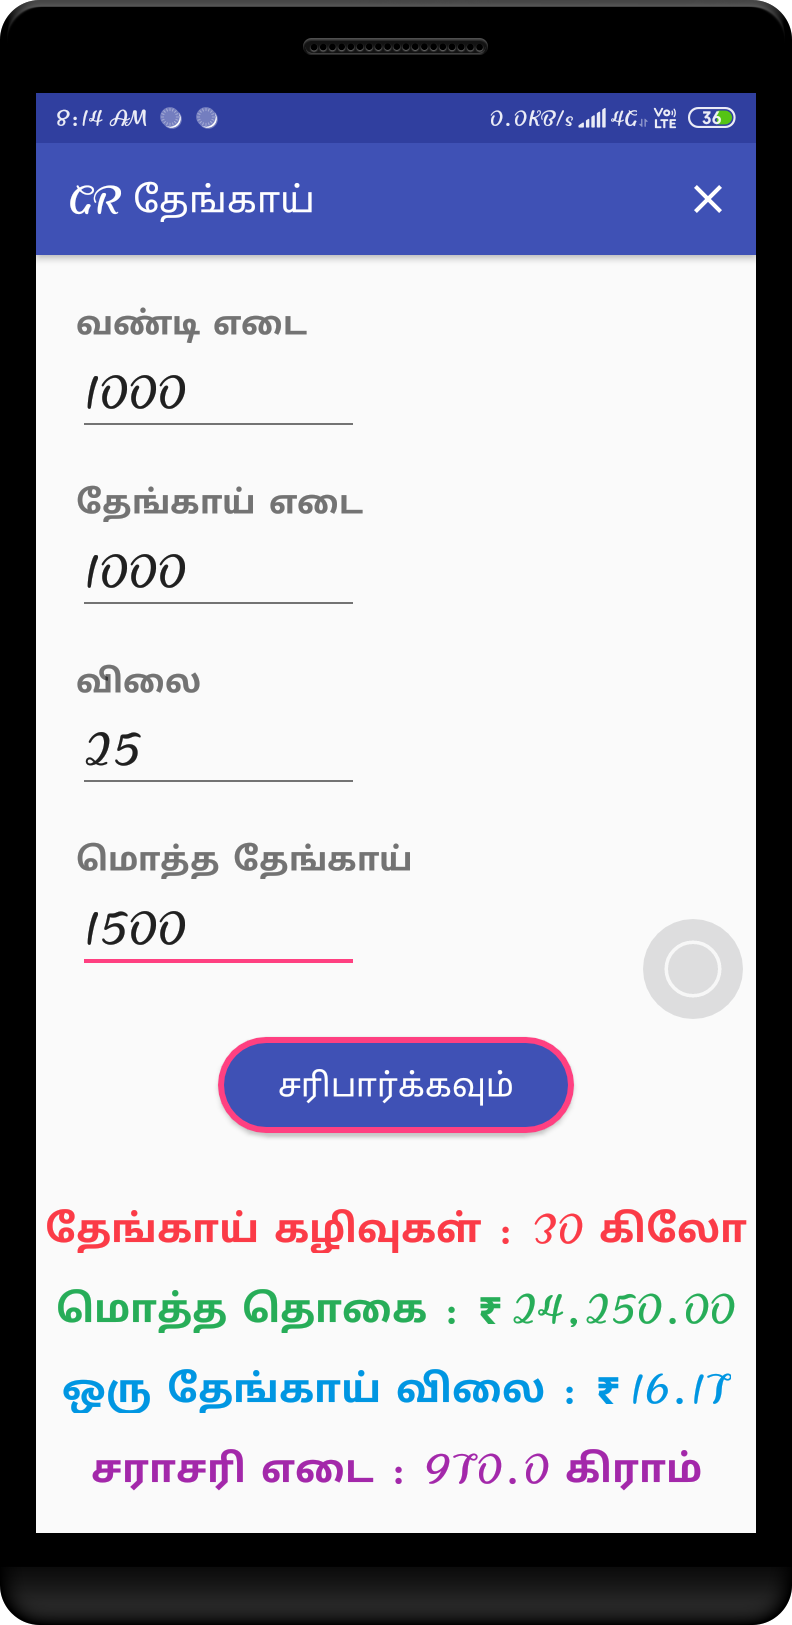 8:14 AM 0.0KB/s 4G Vo)) LTE 36
GR தேங்காய்
வண்டி எடை
1000
தேங்காய் எடை
1000
விலை
25
மொத்த தேங்காய்
1500
சரிபார்க்கவும்
தேங்காய் கழிவுகள் : 30 கிலோ
மொத்த தொகை : ₹ 24,250.00
ஒரு தேங்காய் விலை : ₹ 16.17
சராசரி எடை : 970.0 கிராம்